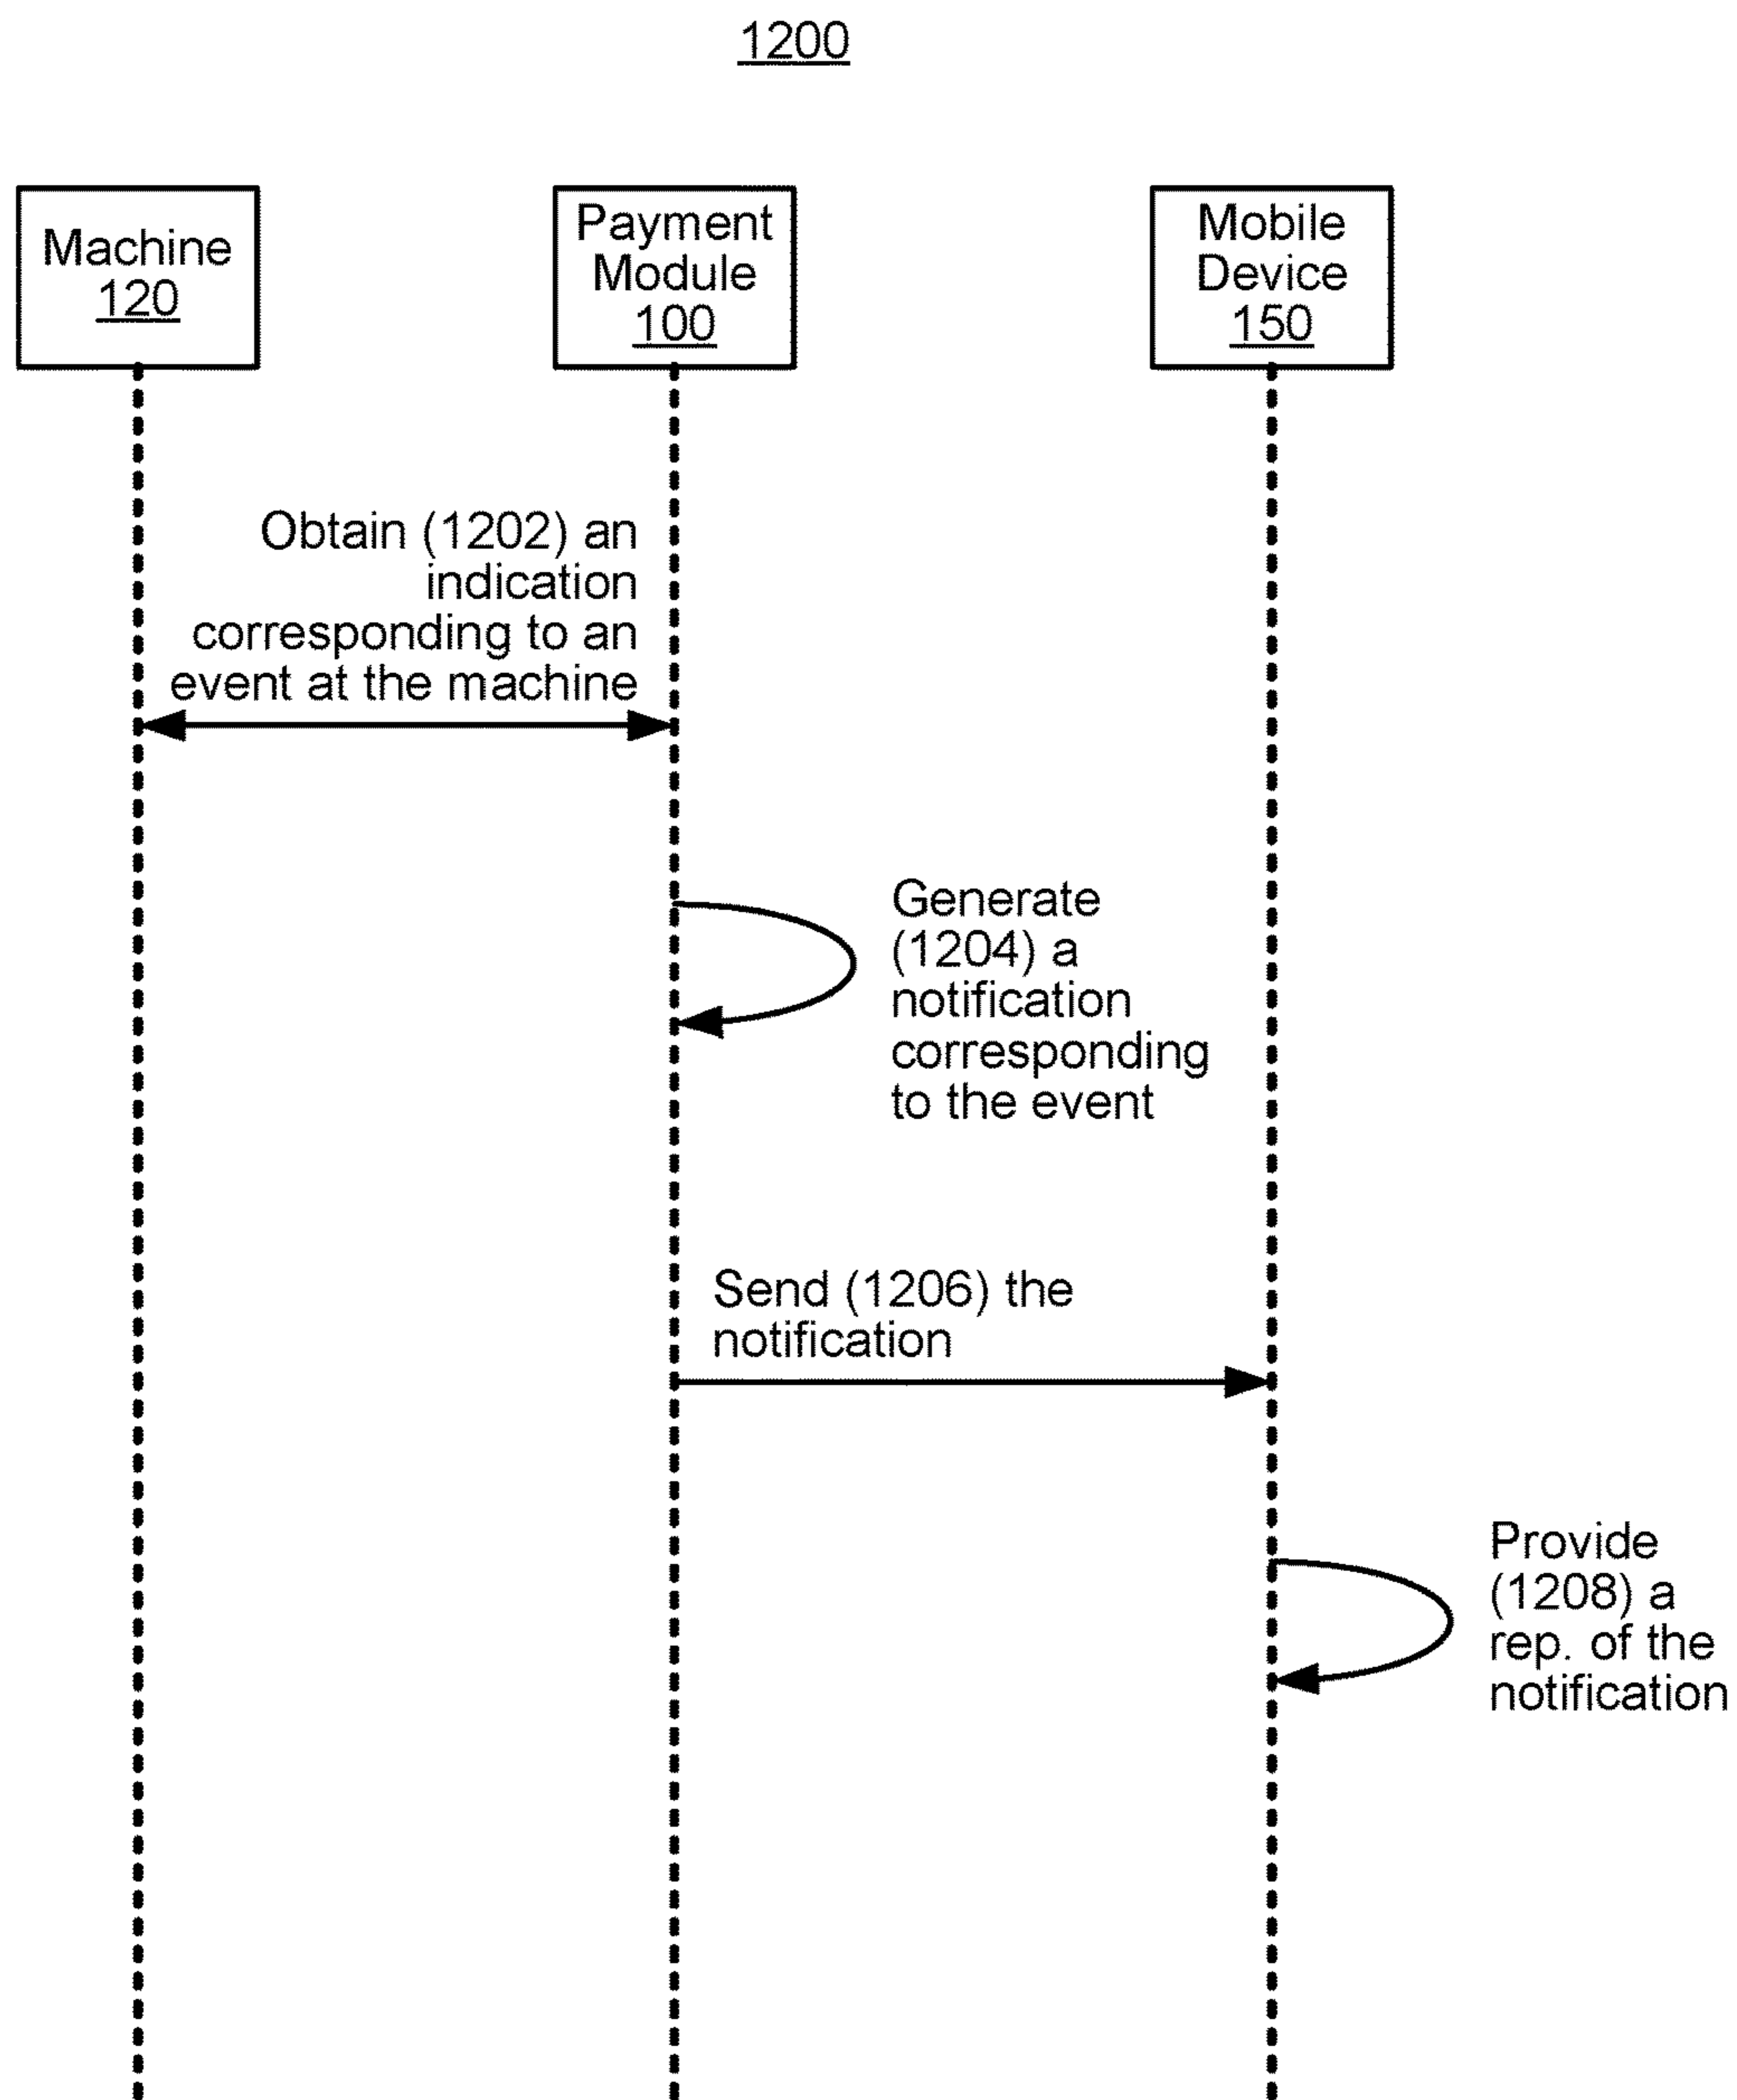 1200
Machine
120
Payment
Module
100
Mobile
Device
150
Obtain (1202) an
indication
corresponding to an
event at the machine
Generate
(1204) a
notification
corresponding
to the event
Send (1206) the
notification
Provide
(1208) a
rep. of the
notification